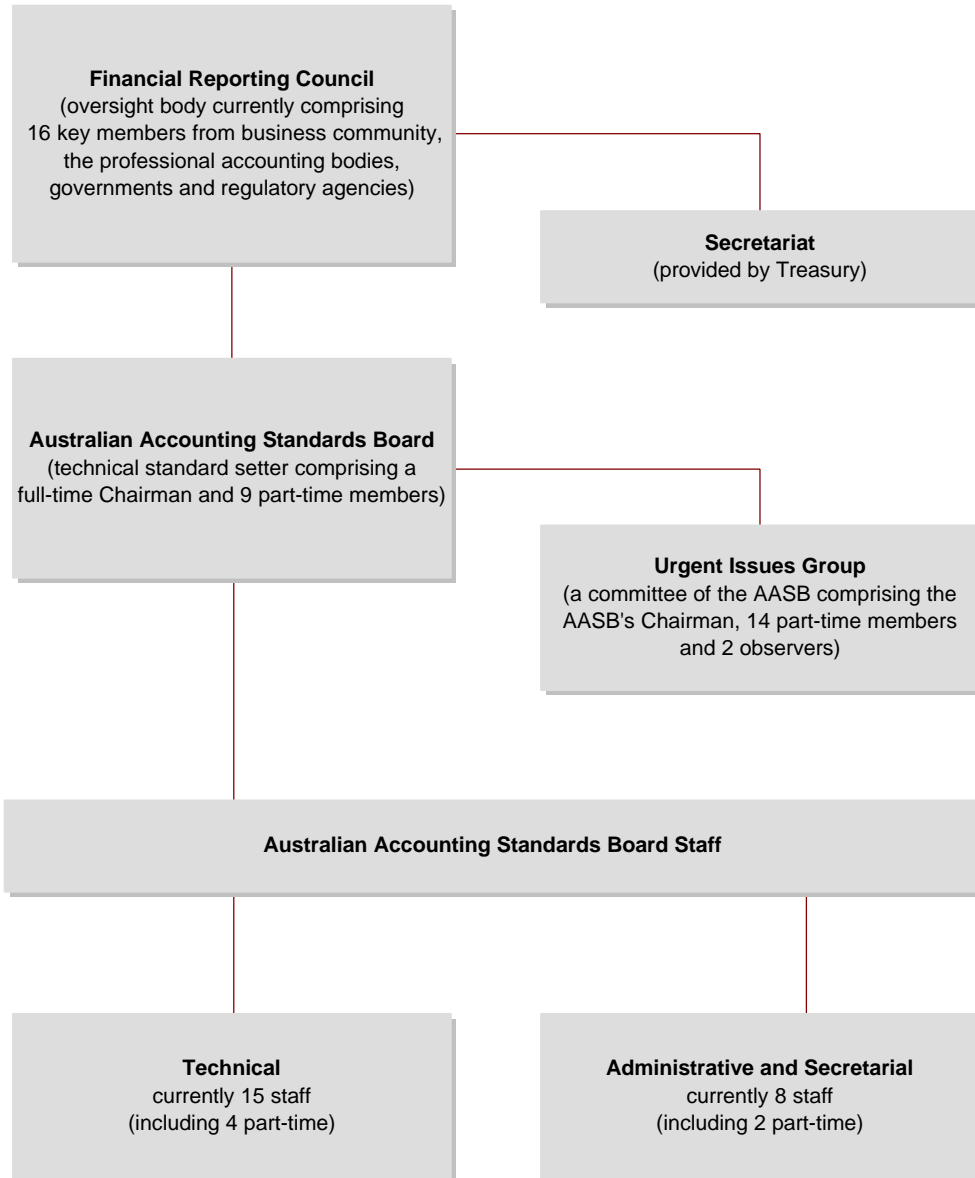 Financial Reporting Council
(oversight body currently comprising
16 key members from business community,
the professional accounting bodies,
governments and regulatory agencies)
Secretariat
(provided by Treasury)
Australian Accounting Standards Board
(technical standard setter comprising a
full-time Chairman and 9 part-time members)
Urgent Issues Group
(a committee of the AASB comprising the
AASB's Chairman, 14 part-time members
and 2 observers)
Australian Accounting Standards Board Staff
Technical
currently 15 staff
(including 4 part-time)
Administrative and Secretarial
currently 8 staff
(including 2 part-time)